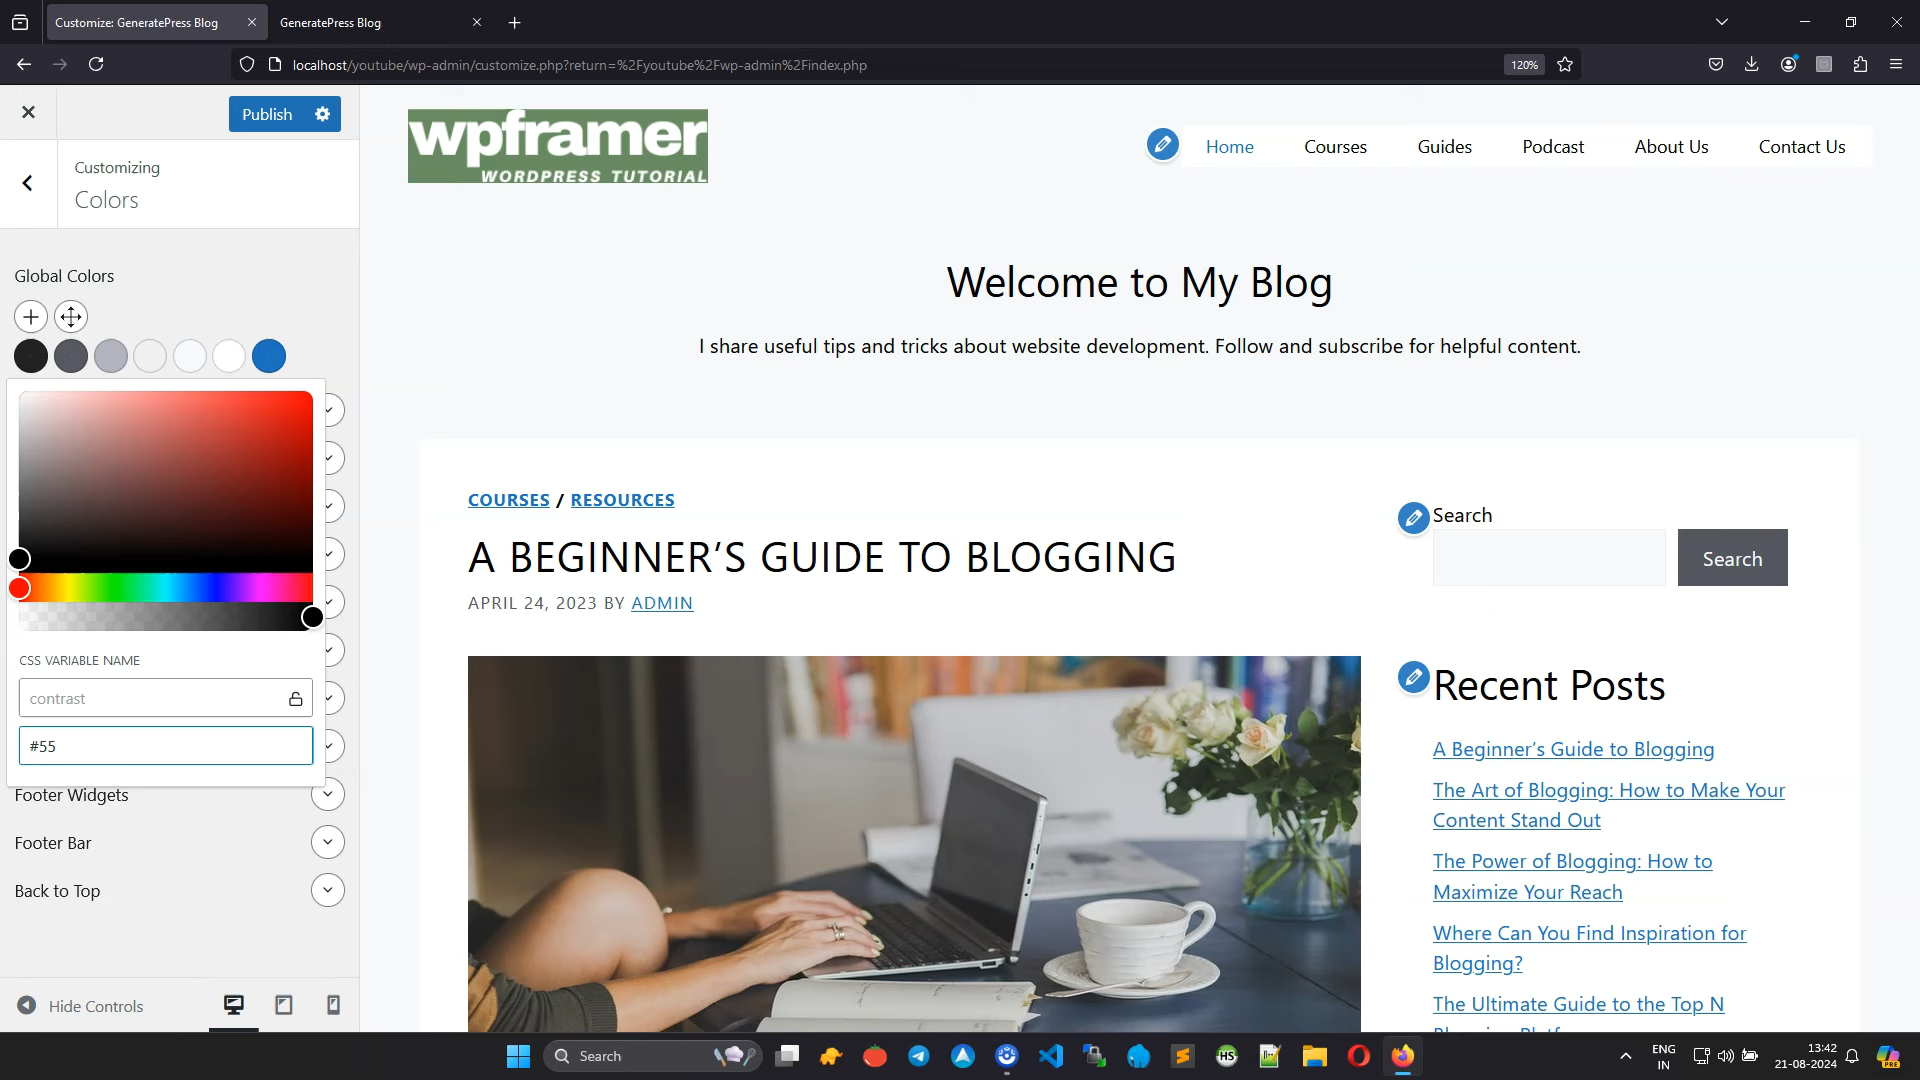 Customize: GeneratePress Blog
GeneratePress Blog
localhost/youtube/wp-admin/customize.php?return=%2Fyoutube%2Fwp-admin%2Findex.php
120%
Publish
Customizing
Colors
Global Colors
CSS VARIABLE NAME
contrast
#55
Footer Widgets
Footer Bar
Back to Top
Hide Controls
wpframer
WORDPRESS TUTORIAL
Home
Courses
Guides
Podcast
About Us
Contact Us
Welcome to My Blog
I share useful tips and tricks about website development. Follow and subscribe for helpful content.
COURSES / RESOURCES
A BEGINNER’S GUIDE TO BLOGGING
APRIL 24, 2023 BY ADMIN
Search
Search
Recent Posts
A Beginner’s Guide to Blogging
The Art of Blogging: How to Make Your
Content Stand Out
The Power of Blogging: How to
Maximize Your Reach
Where Can You Find Inspiration for
Blogging?
The Ultimate Guide to the Top N
Search
HS
ENG
IN
13:42
21-08-2024
PRE